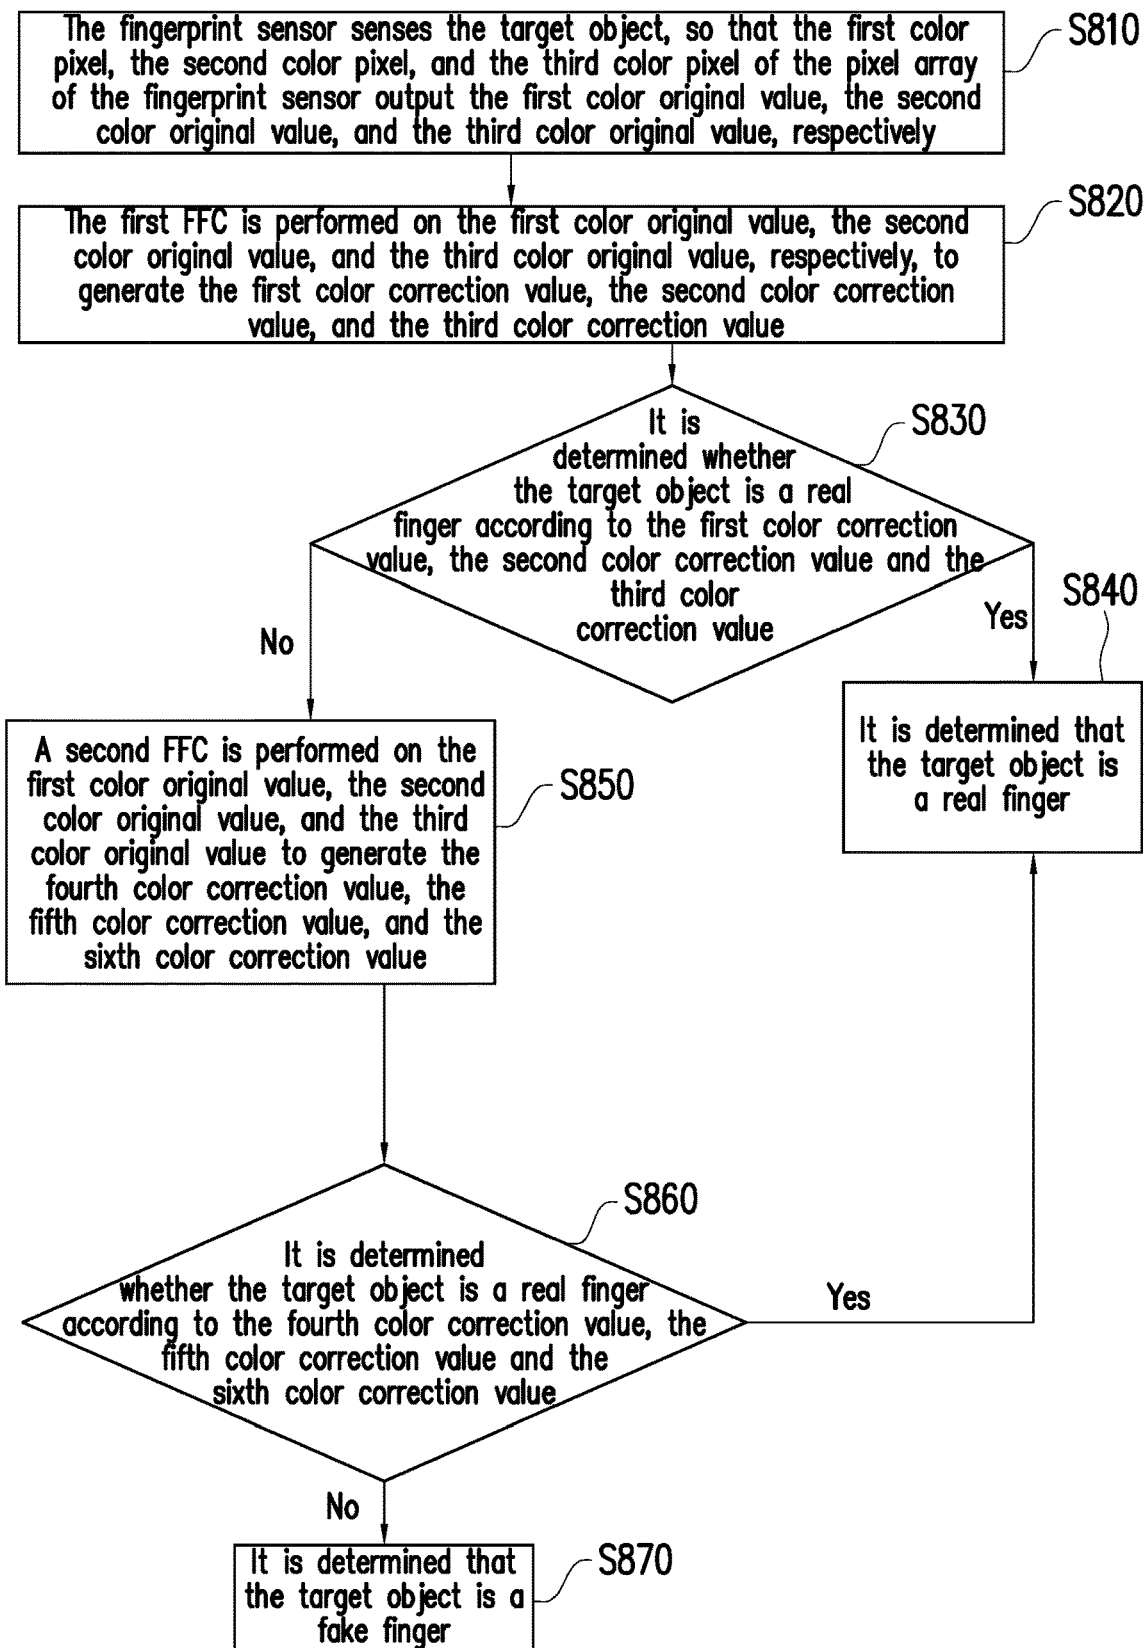 The fingerprint sensor senses the target object, so that the first color
pixel, the second color pixel, and the third color pixel of the pixel array
of the fingerprint sensor output the first color original value, the second
color original value, and the third color original value, respectively
S810
The first FFC is performed on the first color original value, the second
color original value, and the third color original value, respectively, to
generate the first color correction value, the second color correction
value, and the third color correction value
S820
It is
determined whether
the target object is a real
finger according to the first color correction
value, the second color correction value and the
third color
correction value
S830
No
Yes
S840
It is determined that
the target object is
a real finger
A second FFC is performed on the
first color original value, the second
color original value, and the third
color original value to generate the
fourth color correction value, the
fifth color correction value, and the
sixth color correction value
S850
S860
It is determined
whether the target object is a real finger
according to the fourth color correction value, the
fifth color correction value and the
sixth color correction value
Yes
No
It is determined that
the target object is a
fake finger
S870